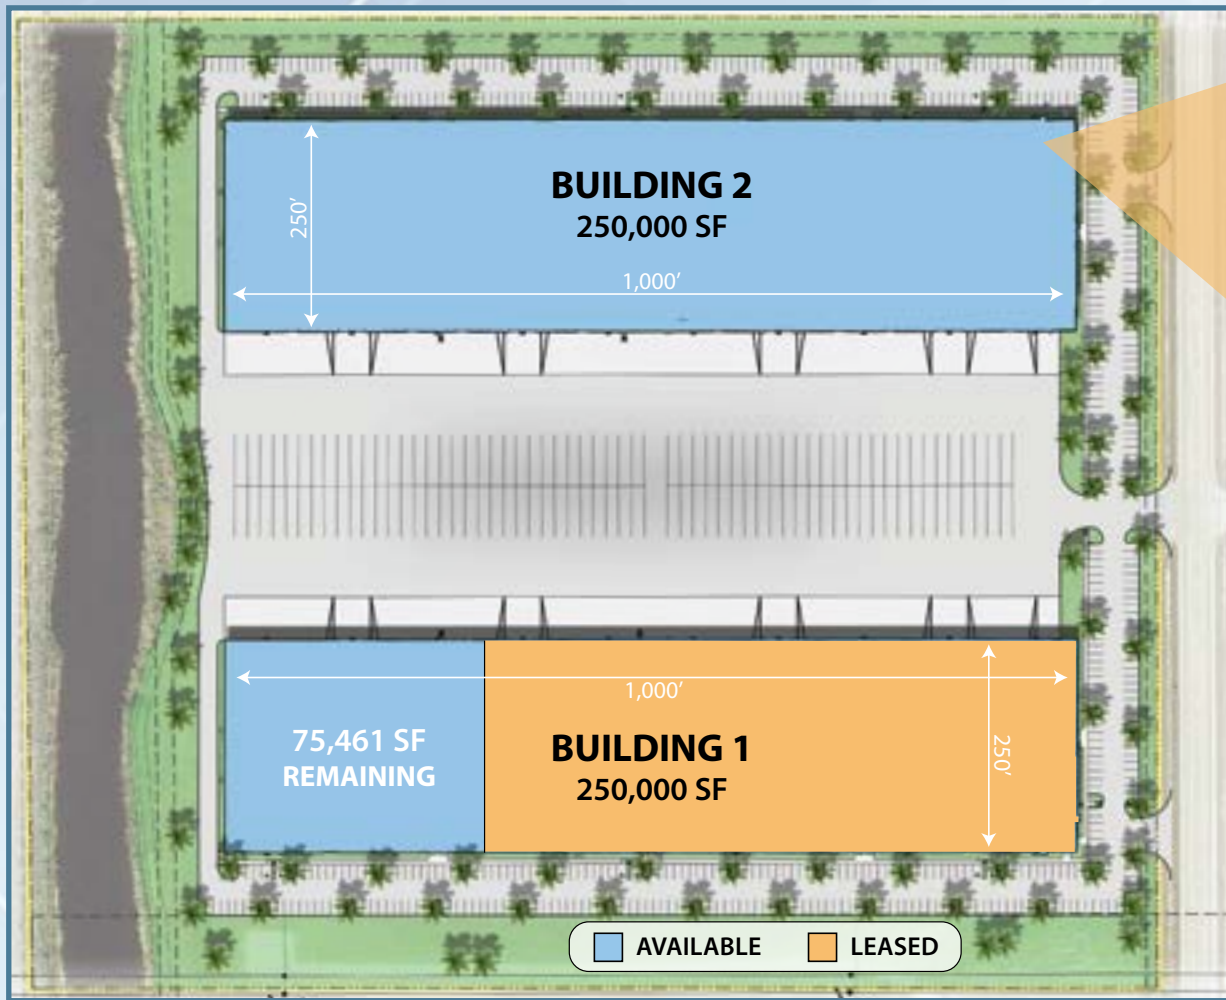 BUILDING 2
250,000 SF
250’
1,000’
1,000’
75,461 SF
REMAINING
BUILDING 1
250,000 SF
250’
AVAILABLE
LEASED